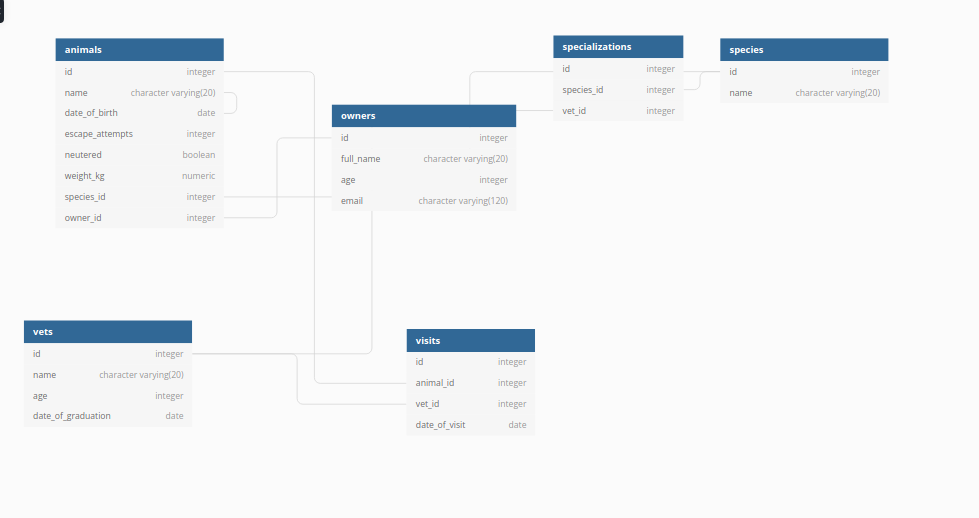 animals
id integer
name character varying(20)
date_of_birth date
escape_attempts integer
neutered boolean
weight_kg numeric
species_id integer
owner_id integer
owners
id integer
full_name character varying(20)
age integer
email character varying(120)
specializations
id integer
species_id integer
vet_id integer
species
id integer
name character varying(20)
vets
id integer
name character varying(20)
age integer
date_of_graduation date
visits
id integer
animal_id integer
vet_id integer
date_of_visit date